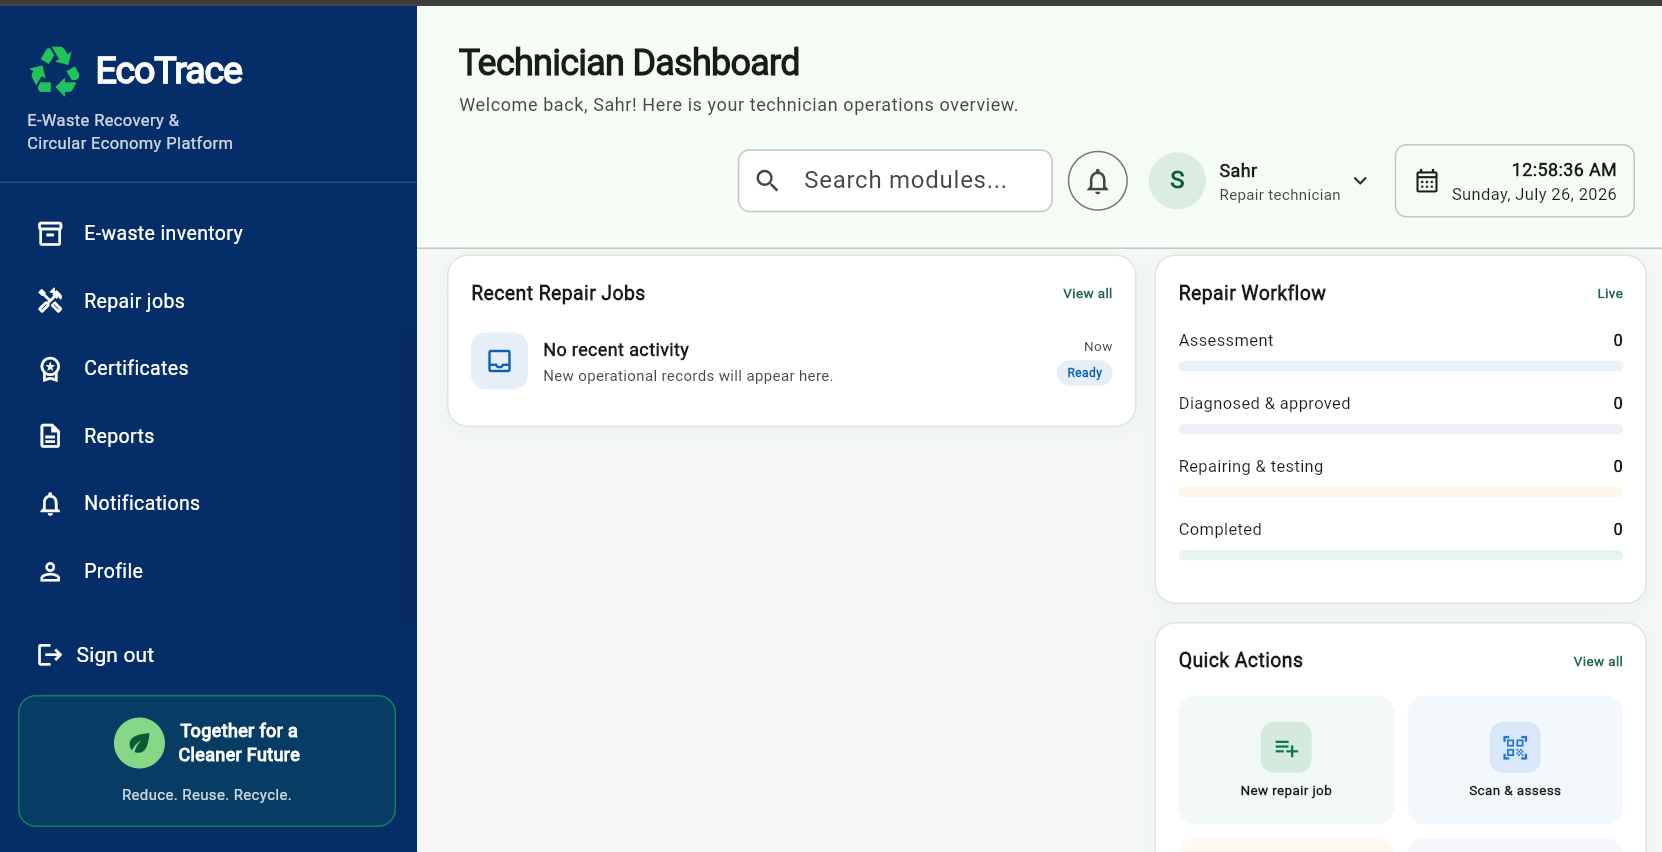 EcoTrace
E-Waste Recovery &
Circular Economy Platform
E-waste inventory
Repair jobs
Certificates
Reports
Notifications
Profile
Sign out
Together for a
Cleaner Future
Reduce. Reuse. Recycle.
Technician Dashboard
Welcome back, Sahr! Here is your technician operations overview.
Search modules...
S
Sahr
Repair technician
12:58:36 AM
Sunday, July 26, 2026
Recent Repair Jobs
View all
No recent activity
New operational records will appear here.
Now
Ready
Repair Workflow
Live
Assessment 0
Diagnosed & approved 0
Repairing & testing 0
Completed 0
Quick Actions
View all
New repair job
Scan & assess